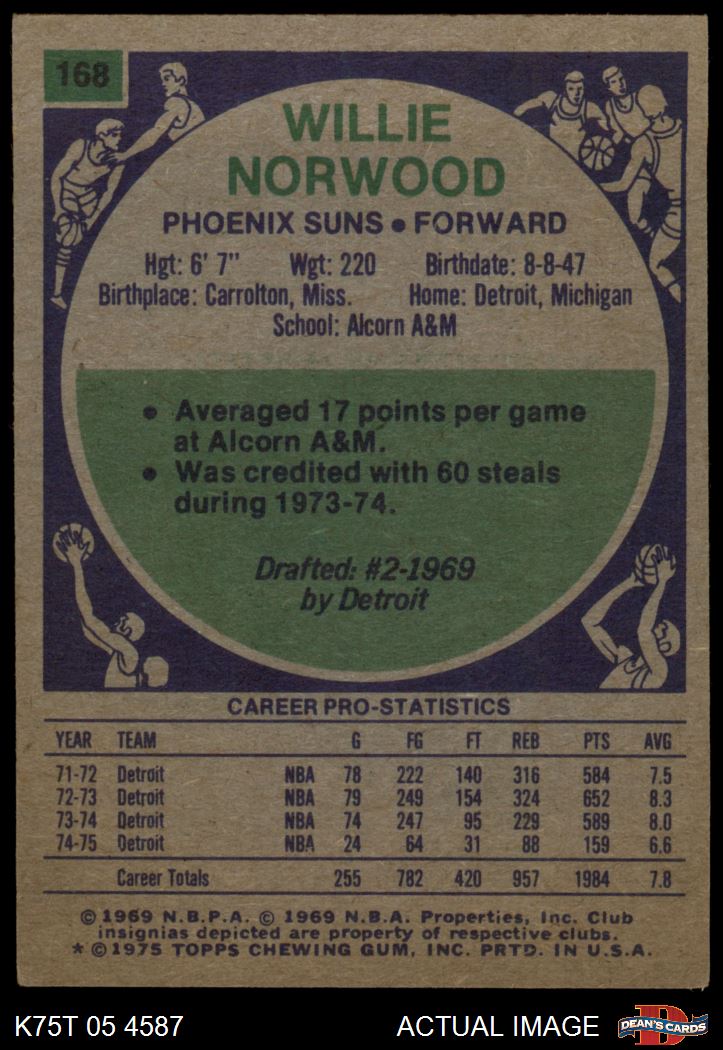 168
WILLIE
NORWOOD
PHOENIX SUNS ● FORWARD
Hgt: 6' 7" Wgt: 220 Birthdate: 8-8-47
Birthplace: Carrolton, Miss. Home: Detroit, Michigan
School: Alcorn A&M
● Averaged 17 points per game
at Alcorn A&M.
● Was credited with 60 steals
during 1973-74.
Drafted: #2-1969
by Detroit
CAREER PRO-STATISTICS
YEAR TEAM G FG FT REB PTS AVG
71-72 Detroit NBA 78 222 140 316 584 7.5
72-73 Detroit NBA 79 249 154 324 652 8.3
73-74 Detroit NBA 74 247 95 229 589 8.0
74-75 Detroit NBA 24 64 31 88 159 6.6
Career Totals 255 782 420 957 1984 7.8
© 1969 N.B.P.A. © 1969 N.B.A. Properties, Inc. Club
insignias depicted are property of respective clubs.
* © 1975 TOPPS CHEWING GUM, INC. PRTD. IN U.S.A.
K75T 05 4587 ACTUAL IMAGE D DEAN'S CARDS